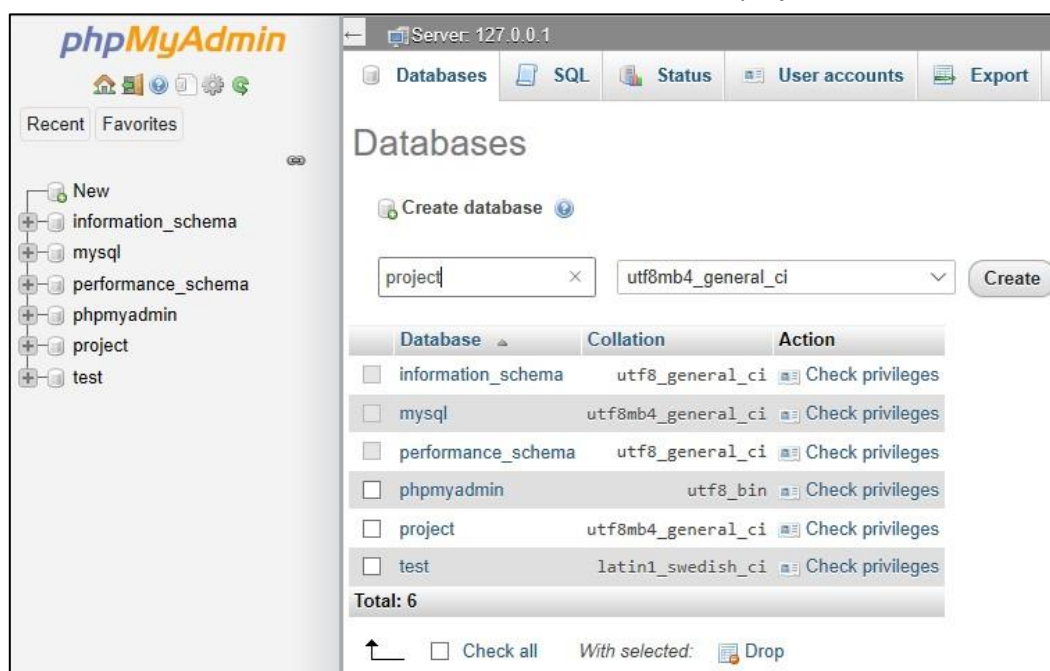 phpMyAdmin
Recent Favorites
New
information_schema
mysql
performance_schema
phpmyadmin
project
test
Server: 127.0.0.1
Databases SQL Status User accounts Export
Databases
Create database
project × utf8mb4_general_ci Create
Database Collation Action
information_schema utf8_general_ci Check privileges
mysql utf8mb4_general_ci Check privileges
performance_schema utf8_general_ci Check privileges
phpmyadmin utf8_bin Check privileges
project utf8mb4_general_ci Check privileges
test latin1_swedish_ci Check privileges
Total: 6
Check all With selected: Drop